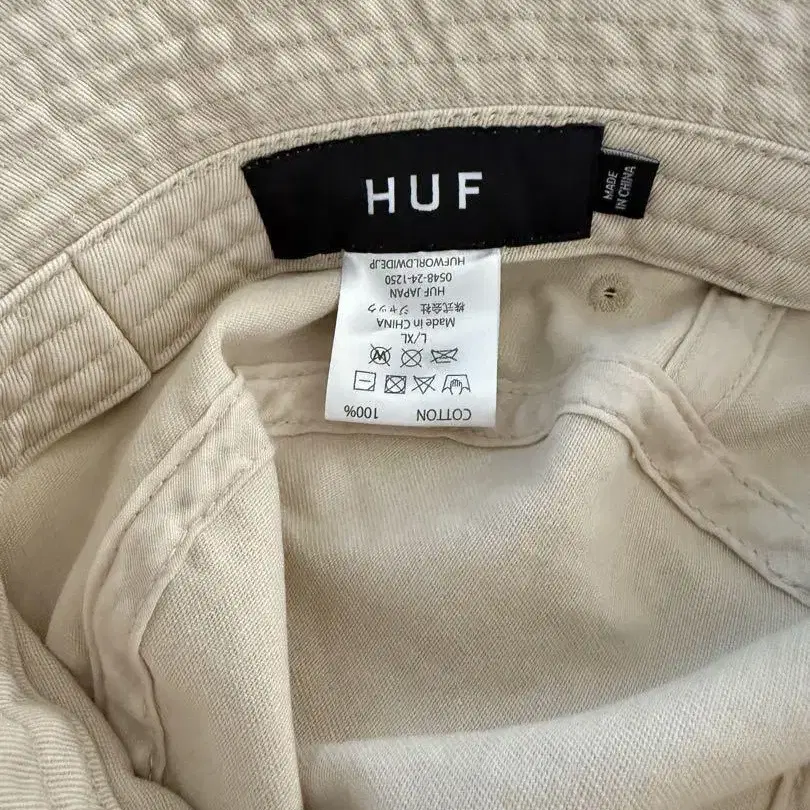 HUF
MADE
IN CHINA
COTTON 100%
L/XL
Made in CHINA
株式会社 ジャック
HUF JAPAN
0548-24-1250
HUFWORLDWIDE.JP